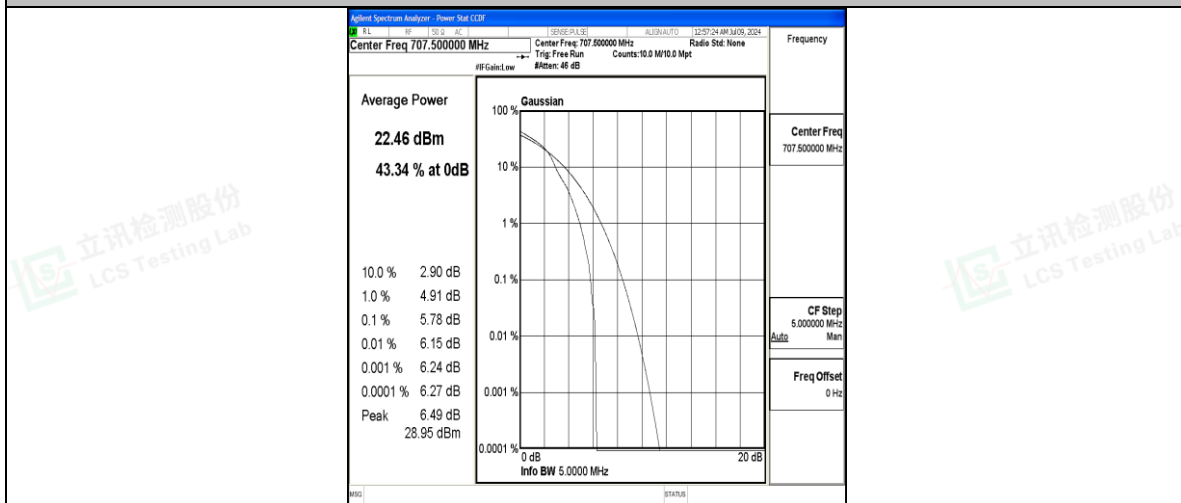 Agilent Spectrum Analyzer - Power Stat CCDF
RL RF 50 Ω AC SENSE:PULSE ALIGN AUTO 12:57:24 AM Jul 09, 2024
Center Freq 707.500000 MHz
Center Freq: 707.500000 MHz Radio Std: None
Trig: Free Run Counts:10.0 M/10.0 Mpt
#IFGain:Low #Atten: 46 dB
Frequency
Average Power
22.46 dBm
43.34 % at 0dB
10.0 % 2.90 dB
1.0 % 4.91 dB
0.1 % 5.78 dB
0.01 % 6.15 dB
0.001 % 6.24 dB
0.0001 % 6.27 dB
Peak 6.49 dB
28.95 dBm
Gaussian
100 %
10 %
1 %
0.1 %
0.01 %
0.001 %
0.0001 %
0 dB 20 dB
Info BW 5.0000 MHz
Center Freq
707.500000 MHz
CF Step
5.000000 MHz
Auto Man
Freq Offset
0 Hz
MSG STATUS
立讯检测股份
LCS Testing Lab
立讯检测股份
LCS Testing Lab